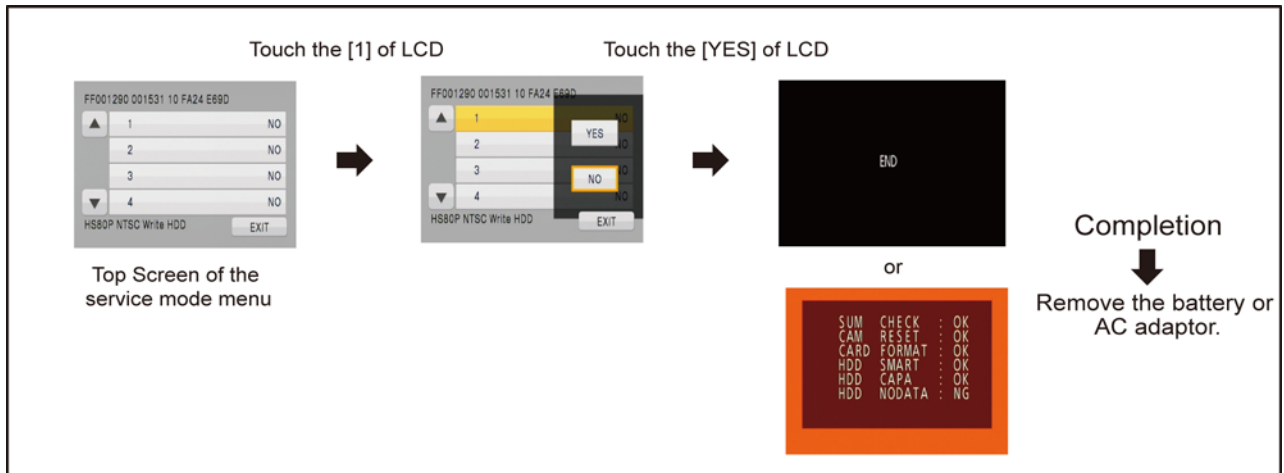 Touch the [1] of LCD
Touch the [YES] of LCD
FF001290 001531 10 FA24 E69D
1 NO
2 NO
3 NO
4 NO
HS80P NTSC Write HDD EXIT
Top Screen of the
service mode menu
FF001290 001531 10 FA24 E69D
1 NO
YES
2 NO
3 NO
NO
4 NO
HS80P NTSC Write HDD EXIT
END
or
SUM CHECK : OK
CAM RESET : OK
CARD FORMAT : OK
HDD SMART : OK
HDD CAPA : OK
HDD NODATA : NG
Completion
Remove the battery or
AC adaptor.